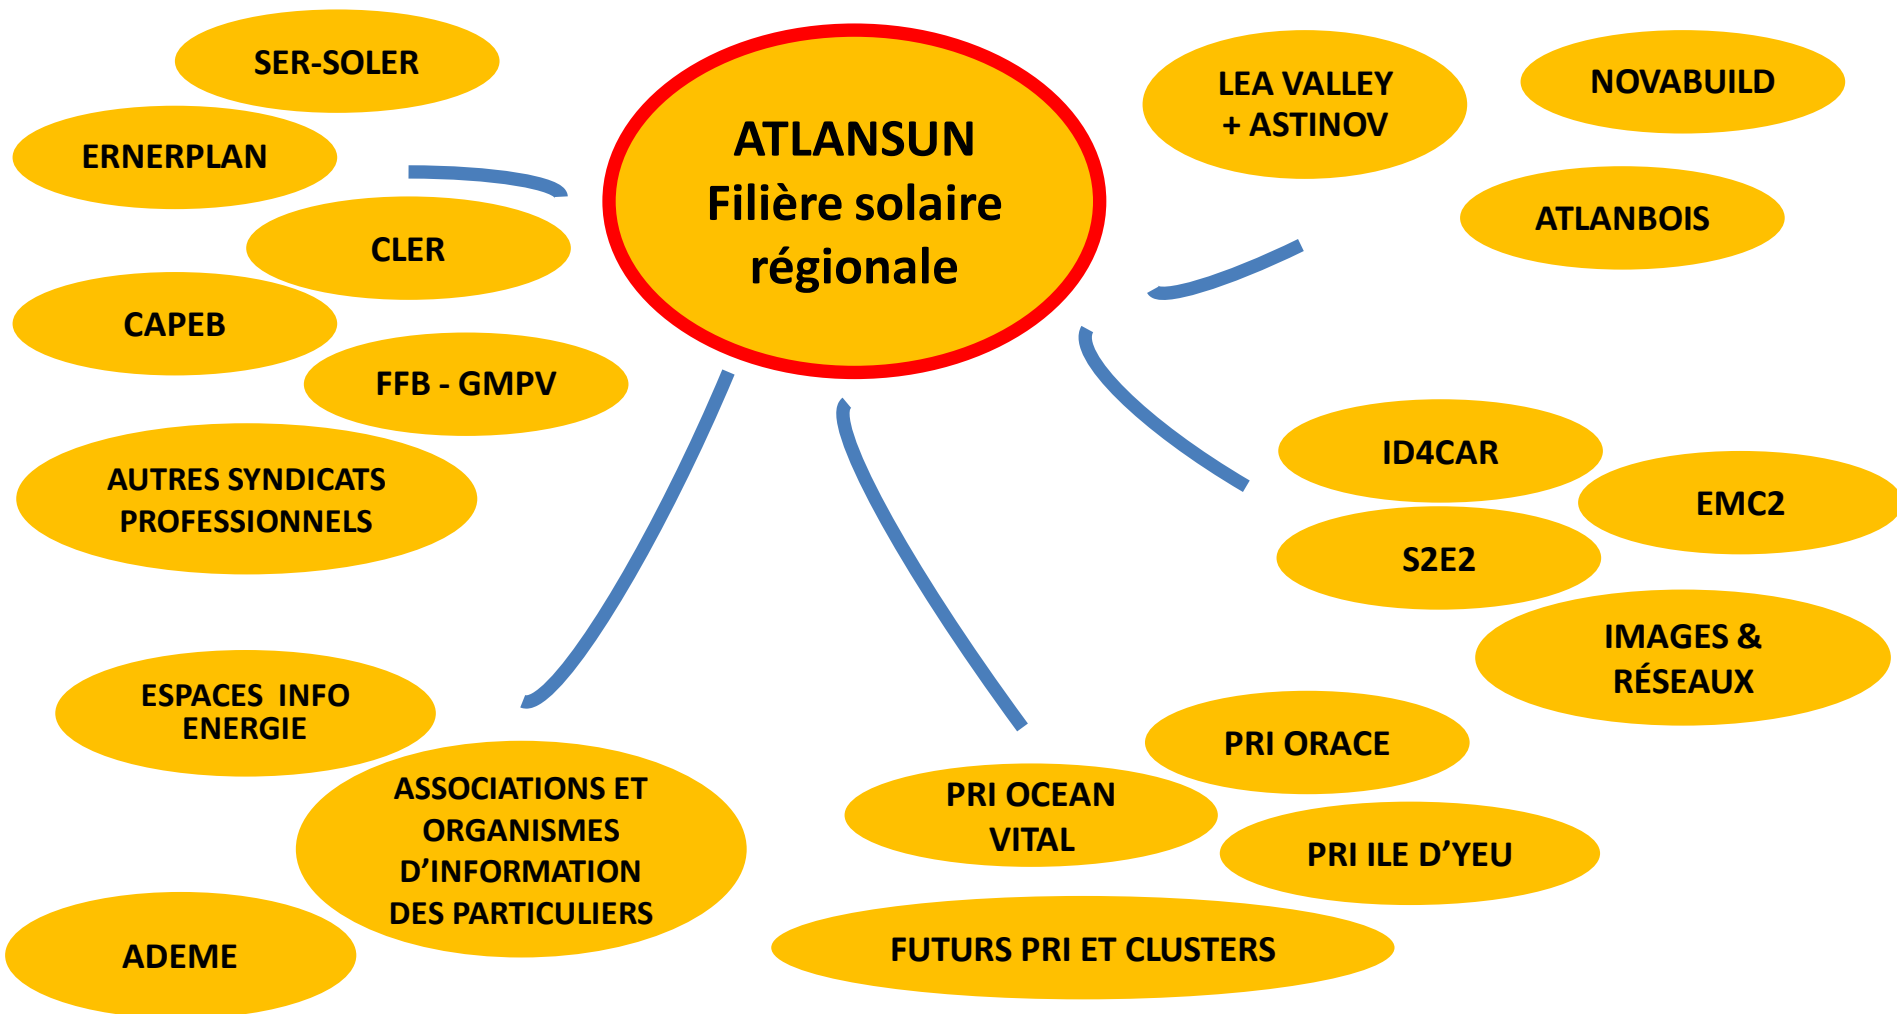 SER-SOLER
ERNERPLAN
CLER
CAPEB
FFB - GMPV
AUTRES SYNDICATS
PROFESSIONNELS
ATLANSUN
Filière solaire
régionale
LEA VALLEY
+ ASTINOV
NOVABUILD
ATLANBOIS
ID4CAR
EMC2
S2E2
IMAGES &
RÉSEAUX
ESPACES INFO
ENERGIE
ASSOCIATIONS ET
ORGANISMES
D’INFORMATION
DES PARTICULIERS
ADEME
PRI ORACE
PRI OCEAN
VITAL
PRI ILE D’YEU
FUTURS PRI ET CLUSTERS